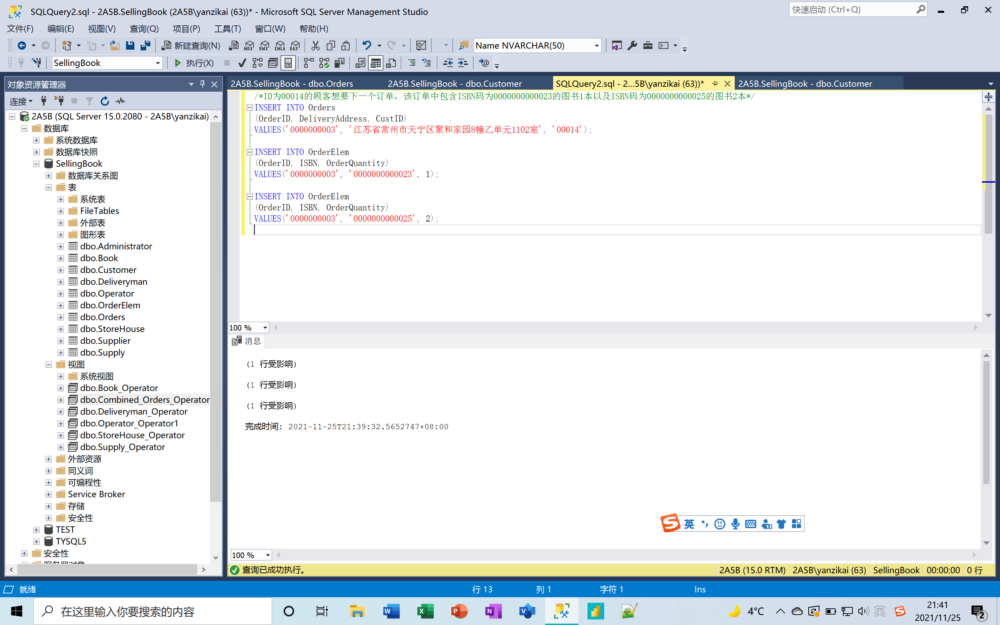 SQLQuery2.sql - 2A5B.SellingBook (2A5B\yanzikai (63))* - Microsoft SQL Server Management Studio
快速启动 (Ctrl+Q)
文件(F) 编辑(E) 视图(V) 查询(Q) 项目(P) 工具(T) 窗口(W) 帮助(H)
新建查询(N) MDX DMX XMLA DAX Name NVARCHAR(50)
SellingBook 执行(X)
对象资源管理器
连接
2A5B (SQL Server 15.0.2080 - 2A5B\yanzikai)
数据库
系统数据库
数据库快照
SellingBook
数据库关系图
表
系统表
FileTables
外部表
图形表
dbo.Administrator
dbo.Book
dbo.Customer
dbo.Deliveryman
dbo.Operator
dbo.OrderElem
dbo.Orders
dbo.StoreHouse
dbo.Supplier
dbo.Supply
视图
系统视图
dbo.Book_Operator
dbo.Combined_Orders_Operator
dbo.Deliveryman_Operator
dbo.Operator_Operator1
dbo.StoreHouse_Operator
dbo.Supply_Operator
外部资源
同义词
可编程性
Service Broker
存储
安全性
TEST
TYSQL5
安全性
服务器对象
2A5B.SellingBook - dbo.Orders 2A5B.SellingBook - dbo.Customer SQLQuery2.sql - 2...5B\yanzikai (63))* 2A5B.SellingBook - dbo.Customer
/*ID为00014的顾客想要下一个订单，该订单中包含ISBN码为0000000000023的图书1本以及ISBN码为0000000000025的图书2本*/
INSERT INTO Orders
(OrderID, DeliveryAddress, CustID)
VALUES('0000000003', '江苏省常州市天宁区聚和家园8幢乙单元1102室', '00014');
INSERT INTO OrderElem
(OrderID, ISBN, OrderQuantity)
VALUES('0000000003', '0000000000023', 1);
INSERT INTO OrderElem
(OrderID, ISBN, OrderQuantity)
VALUES('0000000003', '0000000000025', 2);
100 %
消息
(1 行受影响)
(1 行受影响)
(1 行受影响)
完成时间: 2021-11-25T21:39:32.5652747+08:00
英
100 %
查询已成功执行。 2A5B (15.0 RTM) 2A5B\yanzikai (63) SellingBook 00:00:00 0 行
就绪 行 13 列 1 字符 1 Ins
在这里输入你要搜索的内容
4°C 英 21:41
2021/11/25 2